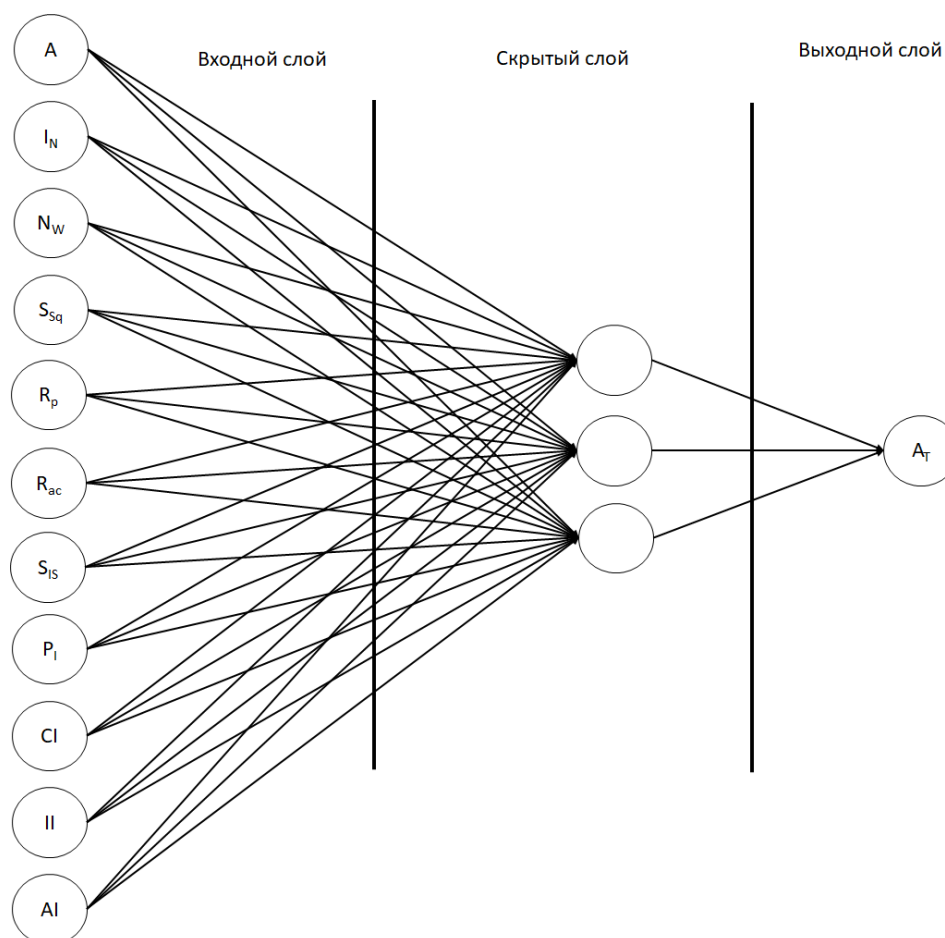 Входной слой
Скрытый слой
Выходной слой
A
I_N
N_W
S_Sq
R_p
R_ac
S_IS
P_I
CI
II
AI
A_T